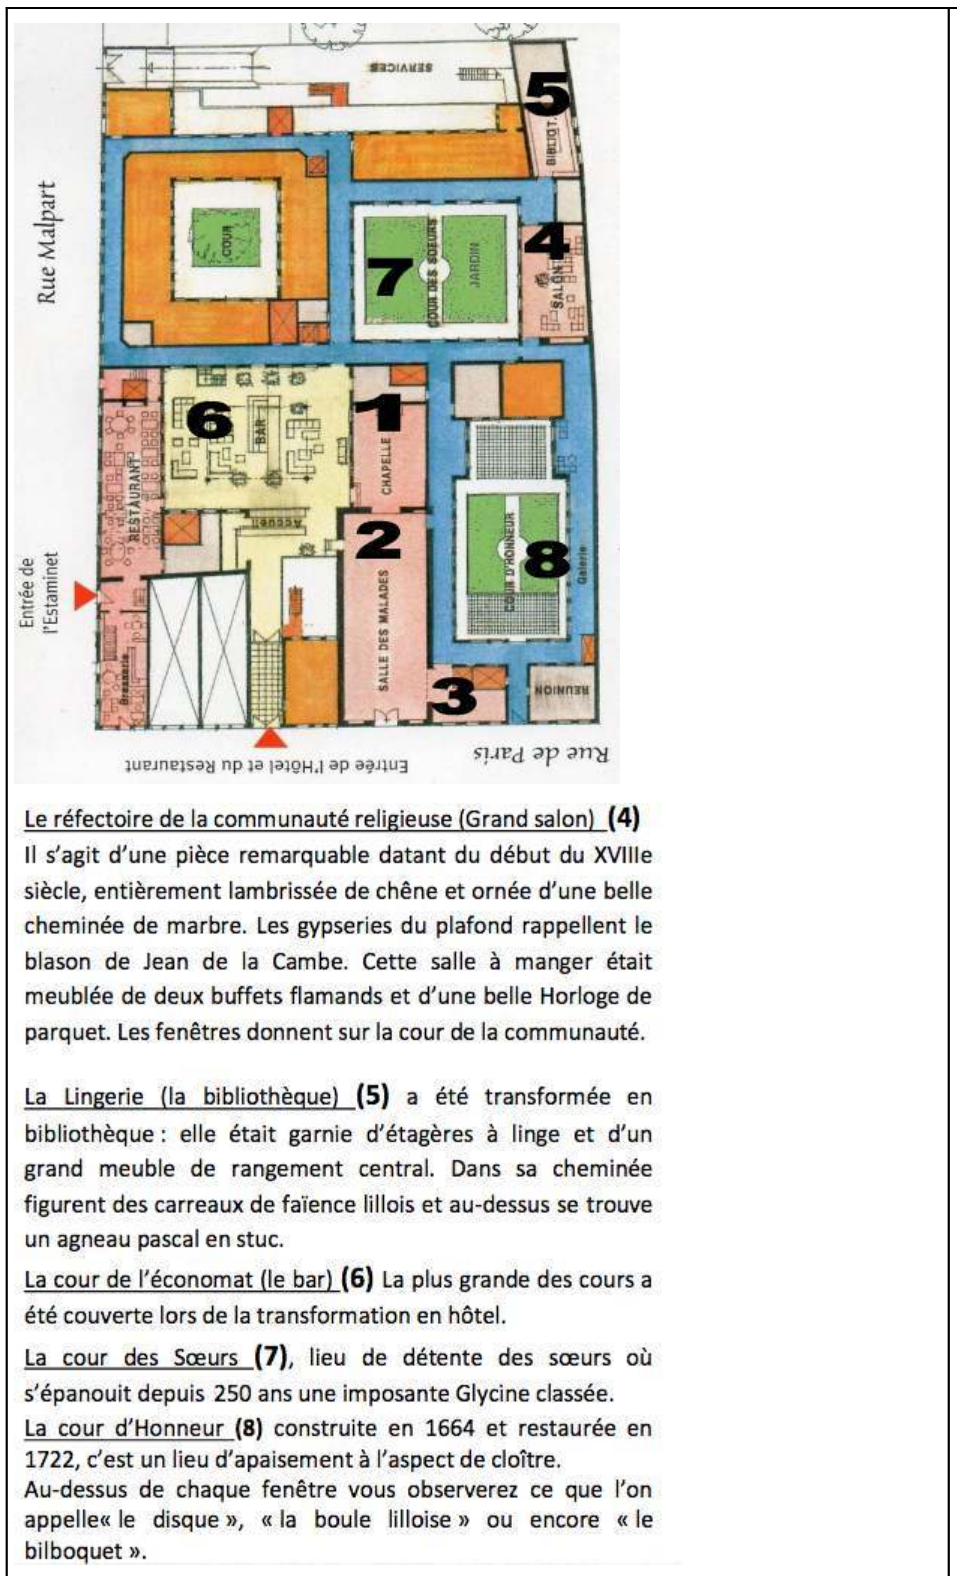 SERVICES
5
BIBLIOT.
Rue Malpart
COUR
7
COUR DES SOEURS
JARDIN
4
SALON
6
BAR
1
CHAPELLE
RESTAURANT
Accueil
2
SALLE DES MALADES
COUR D'HONNEUR
8
Galerie
Entrée de
l'Estaminet
Brasserie
3
REUNION
Rue de Paris
Entrée de l'Hôtel et du Restaurant
Le réfectoire de la communauté religieuse (Grand salon) (4)
Il s'agit d'une pièce remarquable datant du début du XVIIIe
siècle, entièrement lambrissée de chêne et ornée d'une belle
cheminée de marbre. Les gypseries du plafond rappellent le
blason de Jean de la Cambe. Cette salle à manger était
meublée de deux buffets flamands et d'une belle Horloge de
parquet. Les fenêtres donnent sur la cour de la communauté.
La Lingerie (la bibliothèque) (5) a été transformée en
bibliothèque : elle était garnie d'étagères à linge et d'un
grand meuble de rangement central. Dans sa cheminée
figurent des carreaux de faïence lillois et au-dessus se trouve
un agneau pascal en stuc.
La cour de l'économat (le bar) (6) La plus grande des cours a
été couverte lors de la transformation en hôtel.
La cour des Sœurs (7), lieu de détente des sœurs où
s'épanouit depuis 250 ans une imposante Glycine classée.
La cour d'Honneur (8) construite en 1664 et restaurée en
1722, c'est un lieu d'apaisement à l'aspect de cloître.
Au-dessus de chaque fenêtre vous observerez ce que l'on
appelle« le disque », « la boule lilloise » ou encore « le
bilboquet ».